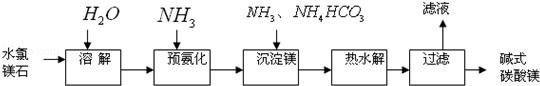 H₂O
NH₃
NH₃、NH₄HCO₃
滤液
水氯
镁石
溶解
预氨化
沉淀镁
热水解
过滤
碱式
碳酸镁